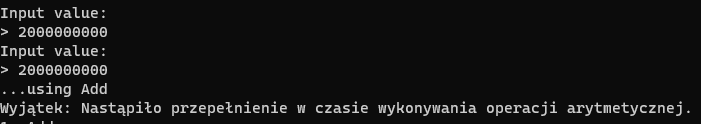 Input value:
> 2000000000
Input value:
> 2000000000
...using Add
Wyjątek: Nastąpiło przepełnienie w czasie wykonywania operacji arytmetycznej.